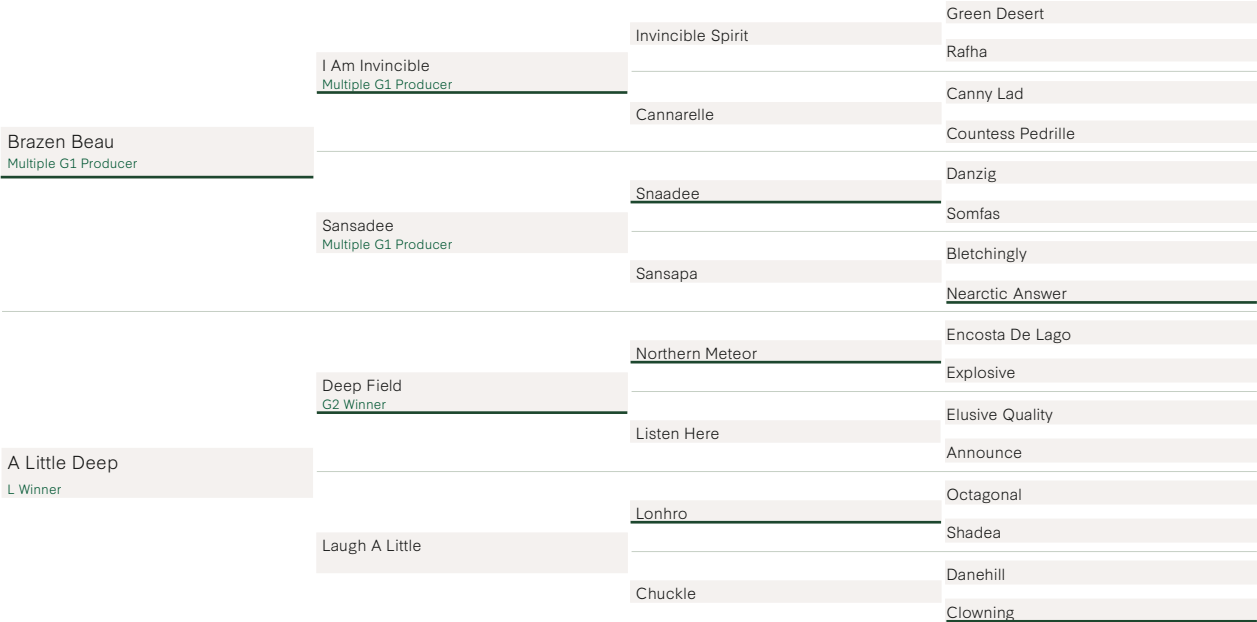 Green Desert
Invincible Spirit
Rafha
I Am Invincible
Multiple G1 Producer
Canny Lad
Cannarelle
Countess Pedrille
Brazen Beau
Multiple G1 Producer
Danzig
Snaadee
Somfas
Sansadee
Multiple G1 Producer
Bletchingly
Sansapa
Nearctic Answer
Encosta De Lago
Northern Meteor
Explosive
Deep Field
G2 Winner
Elusive Quality
Listen Here
Announce
A Little Deep
L Winner
Octagonal
Lonhro
Shadea
Laugh A Little
Danehill
Chuckle
Clowning